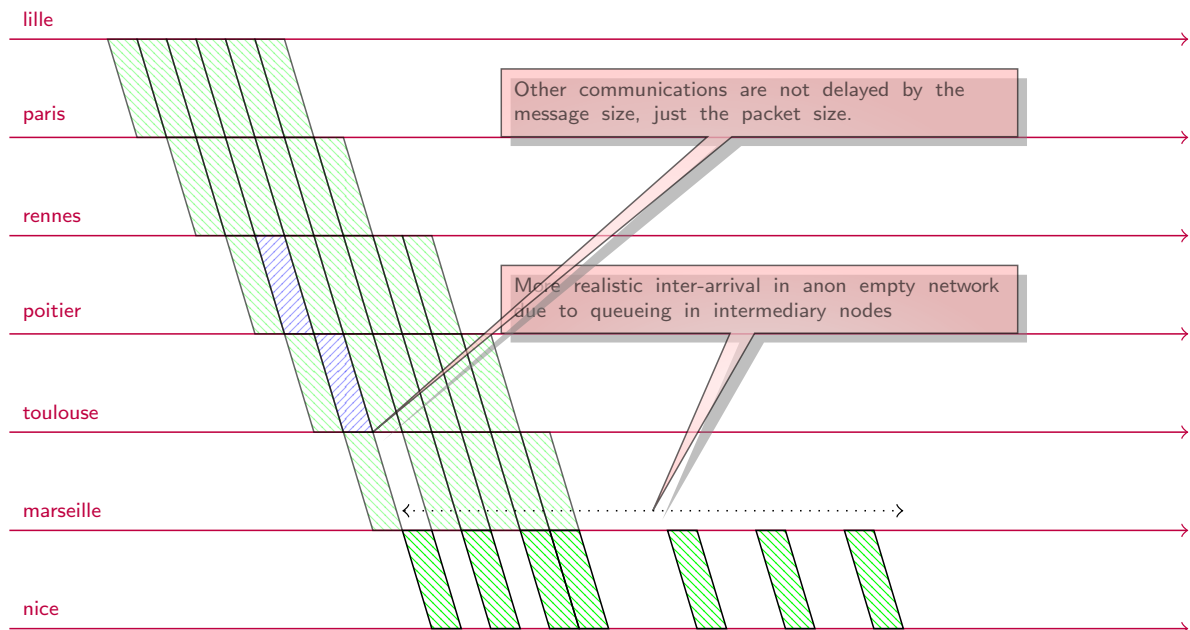 lille
Other communications are not delayed by the
message size, just the packet size.
paris
rennes
More realistic inter-arrival in anon empty network
due to queueing in intermediary nodes
poitier
toulouse
marseille
nice